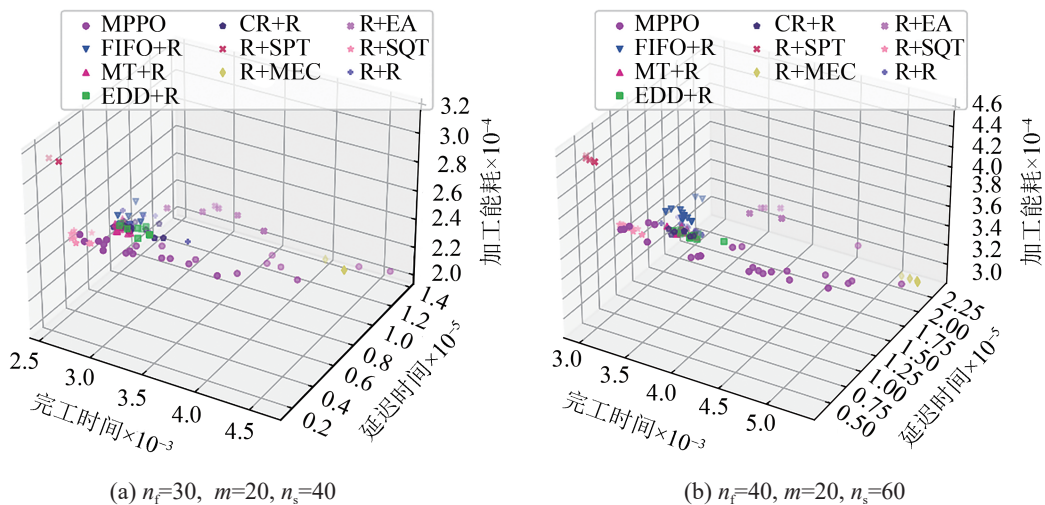 MPPO CR+R R+EA
FIFO+R R+SPT R+SQT
MT+R R+MEC R+R
EDD+R
3.2
3.0
2.8
2.6
2.4
2.2
2.0
加工能耗×10⁻⁴
1.4
1.2
1.0
0.8
0.6
0.4
0.2
延迟时间×10⁻⁵
2.5
3.0
3.5
4.0
4.5
完工时间×10⁻³
(a) nf=30, m=20, ns=40
MPPO CR+R R+EA
FIFO+R R+SPT R+SQT
MT+R R+MEC R+R
EDD+R
4.6
4.4
4.2
4.0
3.8
3.6
3.4
3.2
3.0
加工能耗×10⁻⁴
2.25
2.00
1.75
1.50
1.25
1.00
0.75
0.50
延迟时间×10⁻⁵
3.0
3.5
4.0
4.5
5.0
完工时间×10⁻³
(b) nf=40, m=20, ns=60